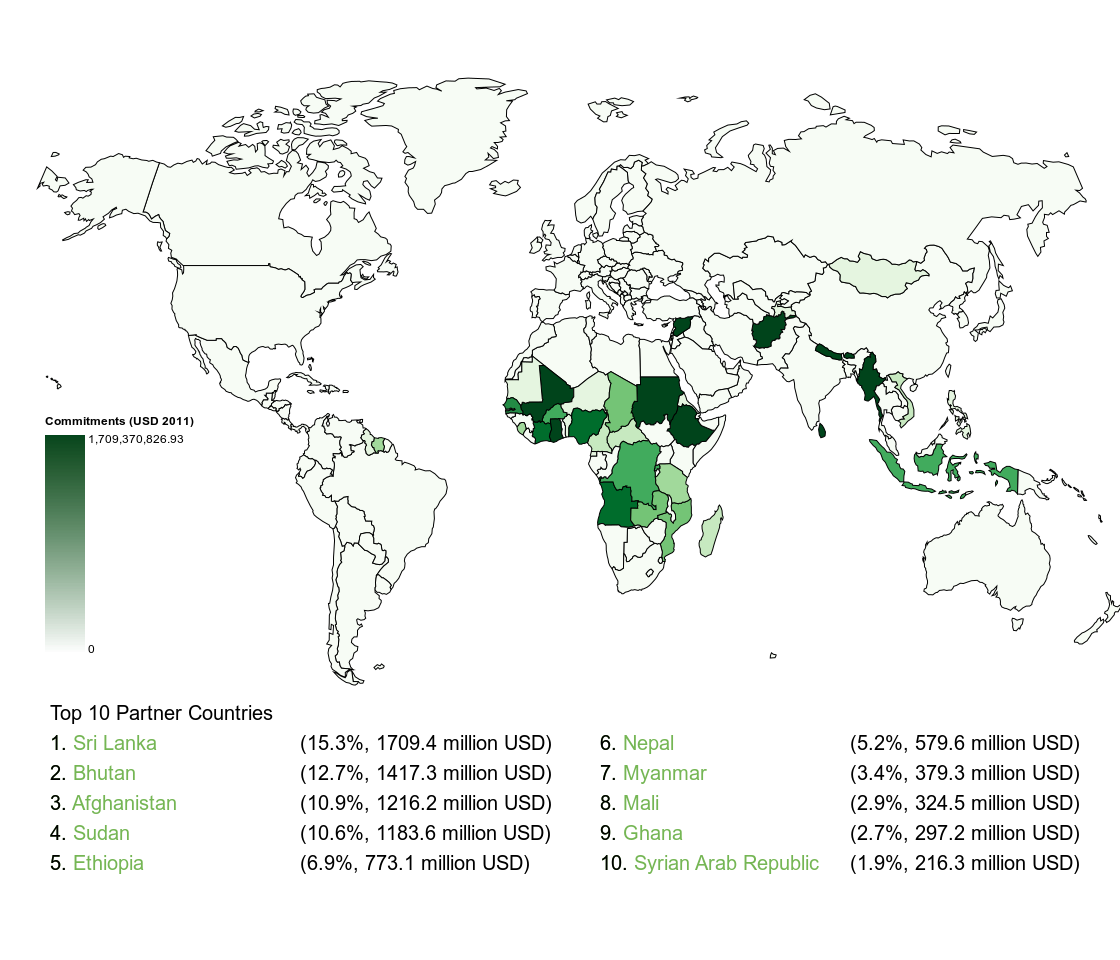 Commitments (USD 2011)
1,709,370,826.93
0
Top 10 Partner Countries
1. Sri Lanka (15.3%, 1709.4 million USD)
2. Bhutan (12.7%, 1417.3 million USD)
3. Afghanistan (10.9%, 1216.2 million USD)
4. Sudan (10.6%, 1183.6 million USD)
5. Ethiopia (6.9%, 773.1 million USD)
6. Nepal (5.2%, 579.6 million USD)
7. Myanmar (3.4%, 379.3 million USD)
8. Mali (2.9%, 324.5 million USD)
9. Ghana (2.7%, 297.2 million USD)
10. Syrian Arab Republic (1.9%, 216.3 million USD)